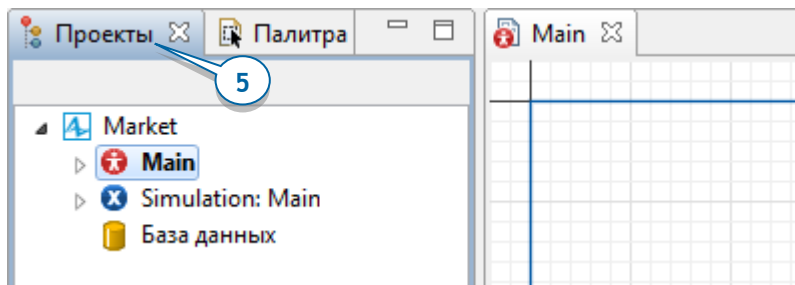 Проекты Палитра Main
5
Market
Main
Simulation: Main
База данных